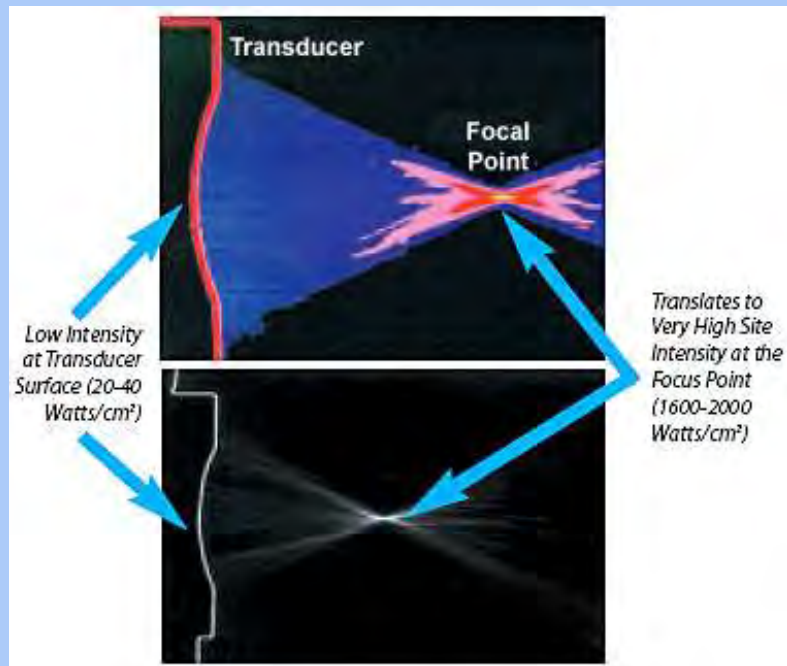 Transducer
Focal
Point
Low Intensity
at Transducer
Surface (20-40
Watts/cm²)
Translates to
Very High Site
Intensity at the
Focus Point
(1600-2000
Watts/cm²)